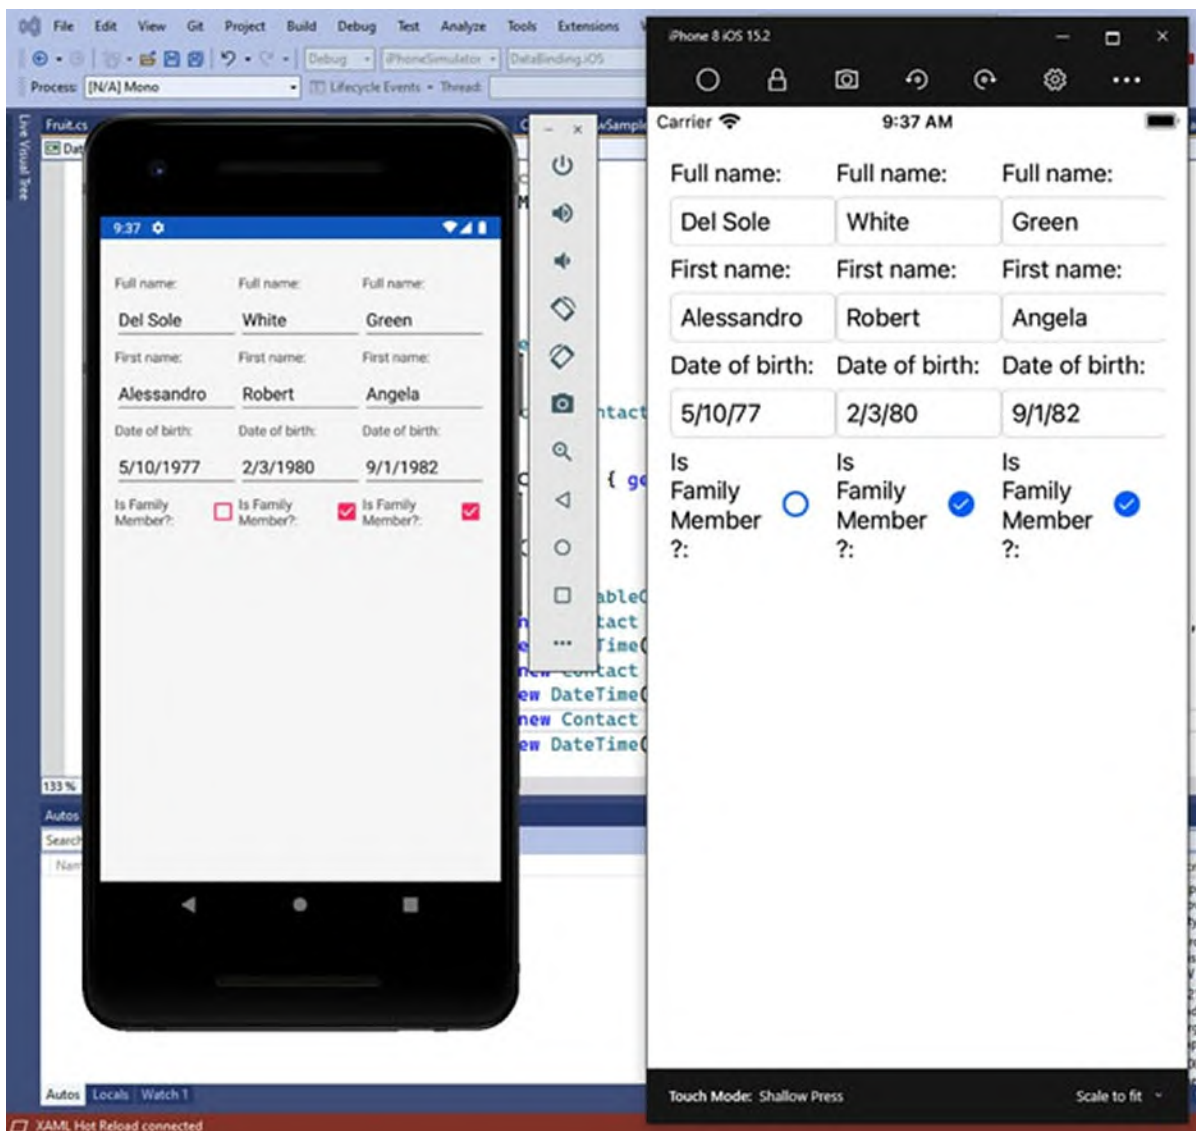 File Edit View Git Project Build Debug Test Analyze Tools Extensions
Debug iPhoneSimulator DataBinding.iOS
Process: [N/A] Mono Lifecycle Events Thread:
Live Visual Tree
Fruit.cs
133 %
Autos
Autos Locals Watch 1
XAML Hot Reload connected
9:37
Full name: Full name: Full name:
Del Sole White Green
First name: First name: First name:
Alessandro Robert Angela
Date of birth: Date of birth: Date of birth:
5/10/1977 2/3/1980 9/1/1982
Is Family Is Family Is Family
Member?: Member?: Member?:
{
new Contact
DateTime(
new Contact
DateTime(
iPhone 8 iOS 15.2
Carrier 9:37 AM
Full name: Full name: Full name:
Del Sole White Green
First name: First name: First name:
Alessandro Robert Angela
Date of birth: Date of birth: Date of birth:
5/10/77 2/3/80 9/1/82
Is Is Is
Family Family Family
Member Member Member
?: ?: ?:
Touch Mode: Shallow Press Scale to fit